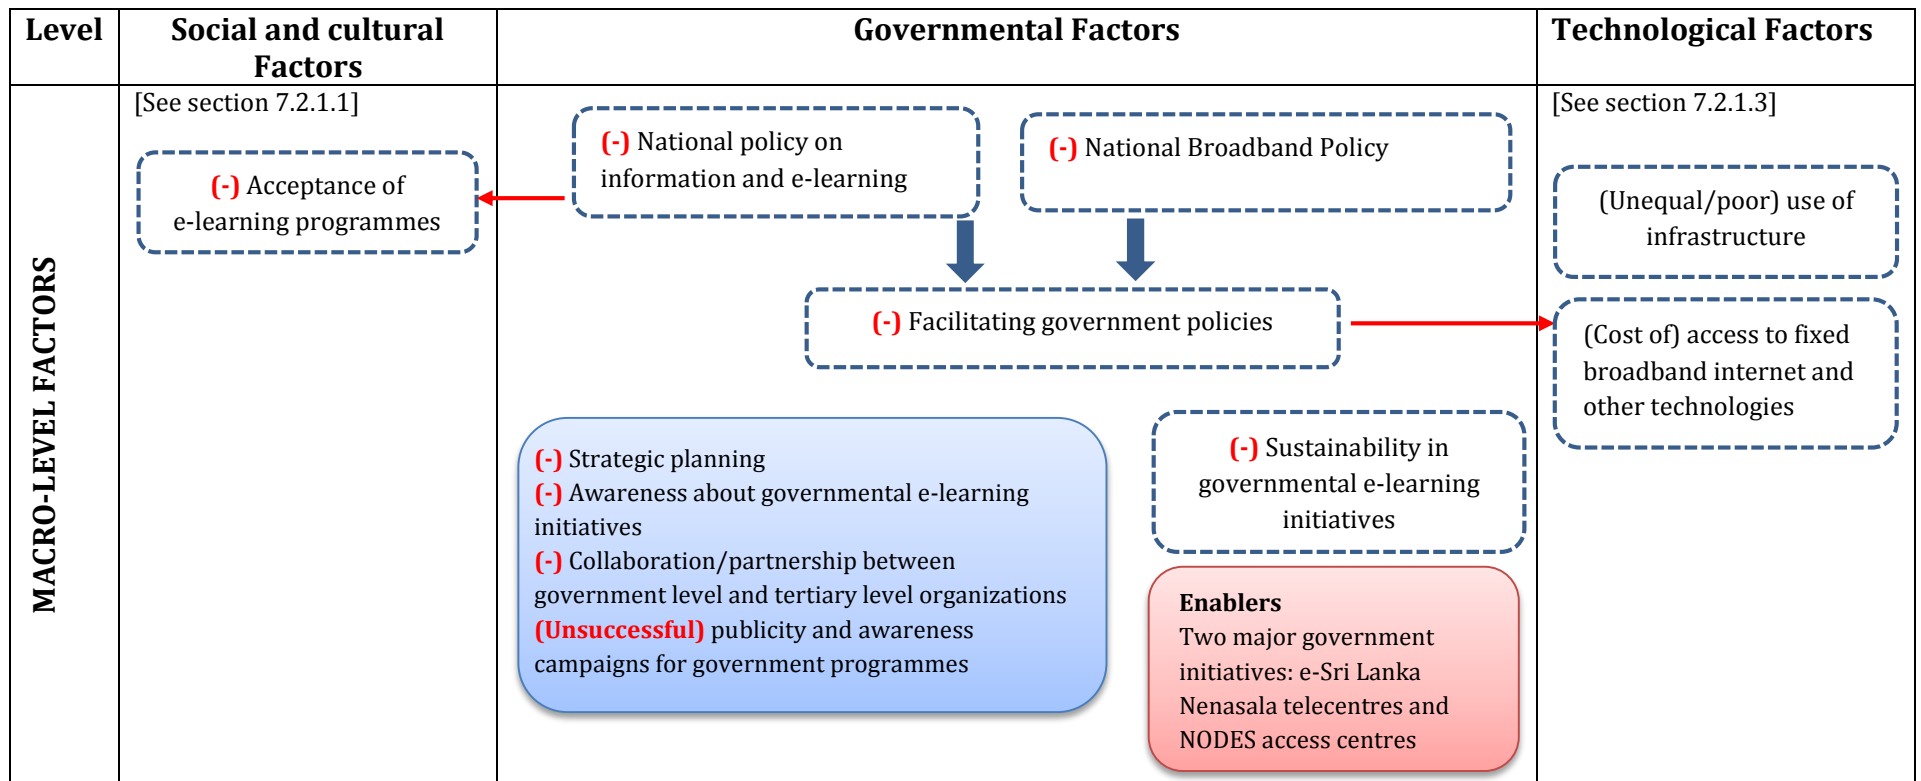 Level
Social and cultural
Factors
Governmental Factors
Technological Factors
MACRO-LEVEL FACTORS
[See section 7.2.1.1]
(-) Acceptance of
e-learning programmes
(-) National policy on
information and e-learning
(-) National Broadband Policy
(-) Facilitating government policies
(-) Strategic planning
(-) Awareness about governmental e-learning
initiatives
(-) Collaboration/partnership between
government level and tertiary level organizations
(Unsuccessful) publicity and awareness
campaigns for government programmes
(-) Sustainability in
governmental e-learning
initiatives
Enablers
Two major government
initiatives: e-Sri Lanka
Nenasala telecentres and
NODES access centres
[See section 7.2.1.3]
(Unequal/poor) use of
infrastructure
(Cost of) access to fixed
broadband internet and
other technologies